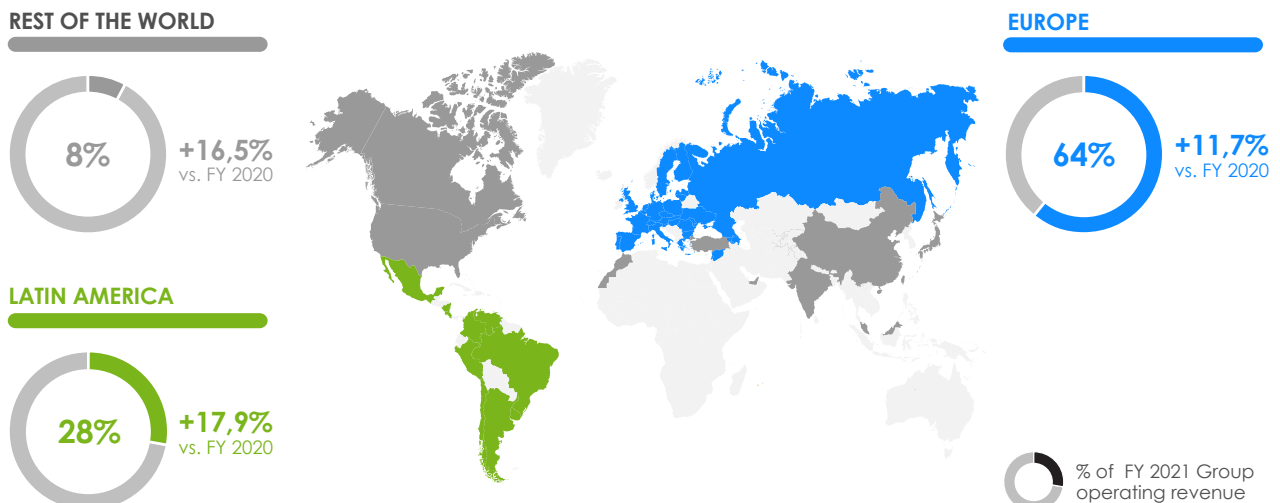 REST OF THE WORLD
8%
+16,5%
vs. FY 2020
LATIN AMERICA
28%
+17,9%
vs. FY 2020
EUROPE
64%
+11,7%
vs. FY 2020
% of FY 2021 Group
operating revenue